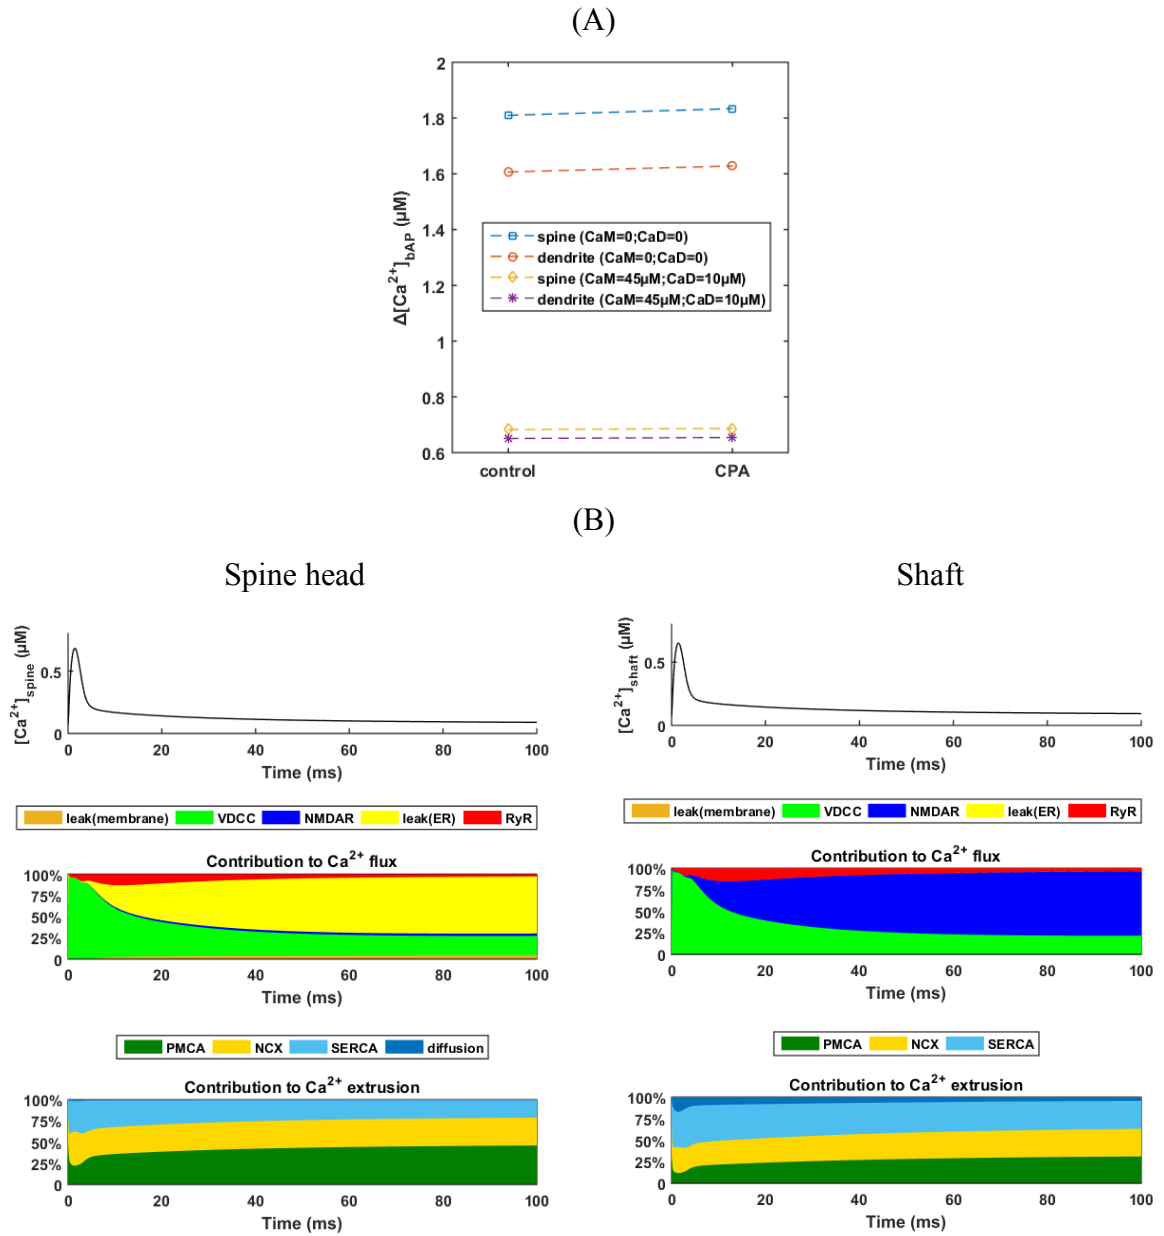 (A)
2
1.8
1.6
1.4
1.2
1
0.8
0.6
Δ[Ca²⁺]bAP (µM)
spine (CaM=0;CaD=0)
dendrite (CaM=0;CaD=0)
spine (CaM=45µM;CaD=10µM)
dendrite (CaM=45µM;CaD=10µM)
control CPA
(B)
Spine head Shaft
[Ca²⁺]spine (µM)
0.5
0
0 20 40 60 80 100
Time (ms)
[Ca²⁺]shaft (µM)
0.5
0
0 20 40 60 80 100
Time (ms)
leak(membrane) VDCC NMDAR leak(ER) RyR
leak(membrane) VDCC NMDAR leak(ER) RyR
Contribution to Ca²⁺ flux
100%
75%
50%
25%
0
0 20 40 60 80 100
Time (ms)
Contribution to Ca²⁺ flux
100%
75%
50%
25%
0
0 20 40 60 80 100
Time (ms)
PMCA NCX SERCA diffusion
PMCA NCX SERCA
Contribution to Ca²⁺ extrusion
100%
75%
50%
25%
0
0 20 40 60 80 100
Time (ms)
Contribution to Ca²⁺ extrusion
100%
75%
50%
25%
0
0 20 40 60 80 100
Time (ms)